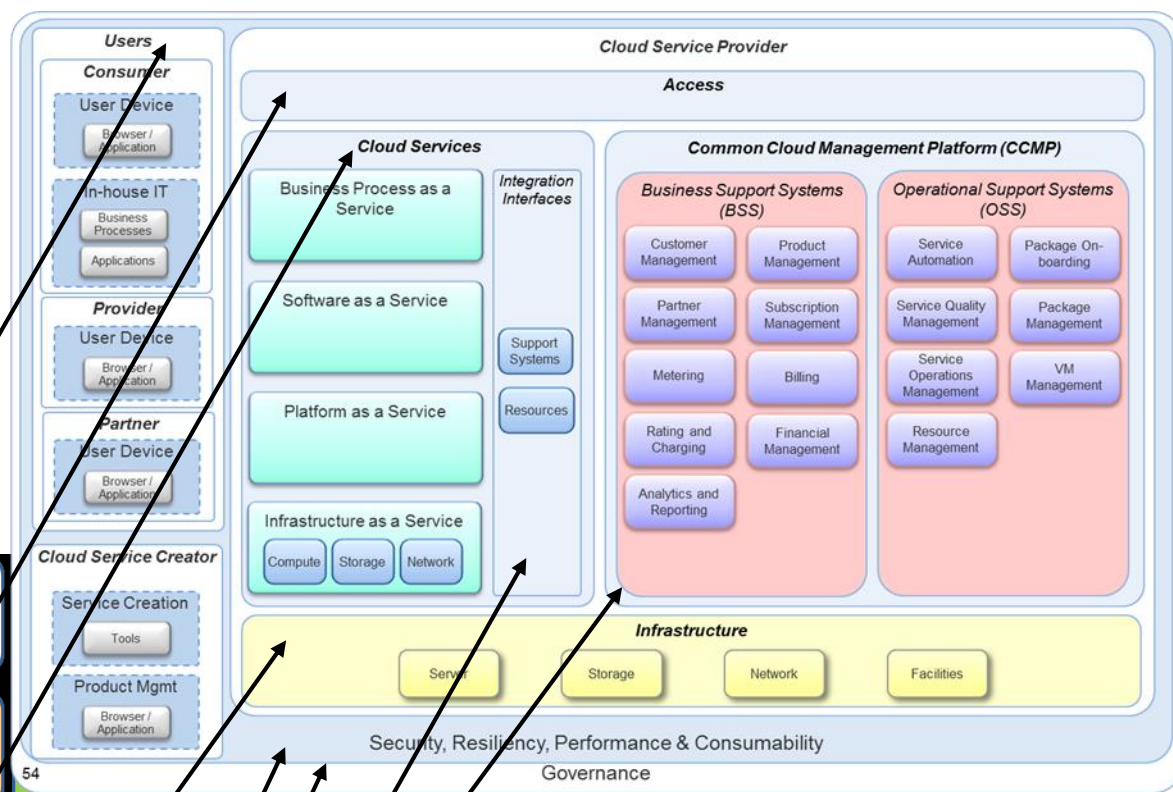 Users
Consumer
User Device
Browser /
Application
In-house IT
Business
Processes
Applications
Provider
User Device
Browser /
Application
Partner
User Device
Browser /
Application
Cloud Service Creator
Service Creation
Tools
Product Mgmt
Browser /
Application
Cloud Service Provider
Access
Cloud Services
Business Process as a
Service
Software as a Service
Platform as a Service
Infrastructure as a Service
Compute
Storage
Network
Integration
Interfaces
Support
Systems
Resources
Common Cloud Management Platform (CCMP)
Business Support Systems
(BSS)
Customer
Management
Product
Management
Partner
Management
Subscription
Management
Metering
Billing
Rating and
Charging
Financial
Management
Analytics and
Reporting
Operational Support Systems
(OSS)
Service
Automation
Package On-
boarding
Service Quality
Management
Package
Management
Service
Operations
Management
VM
Management
Resource
Management
Infrastructure
Server
Storage
Network
Facilities
Security, Resiliency, Performance & Consumability
Governance
54